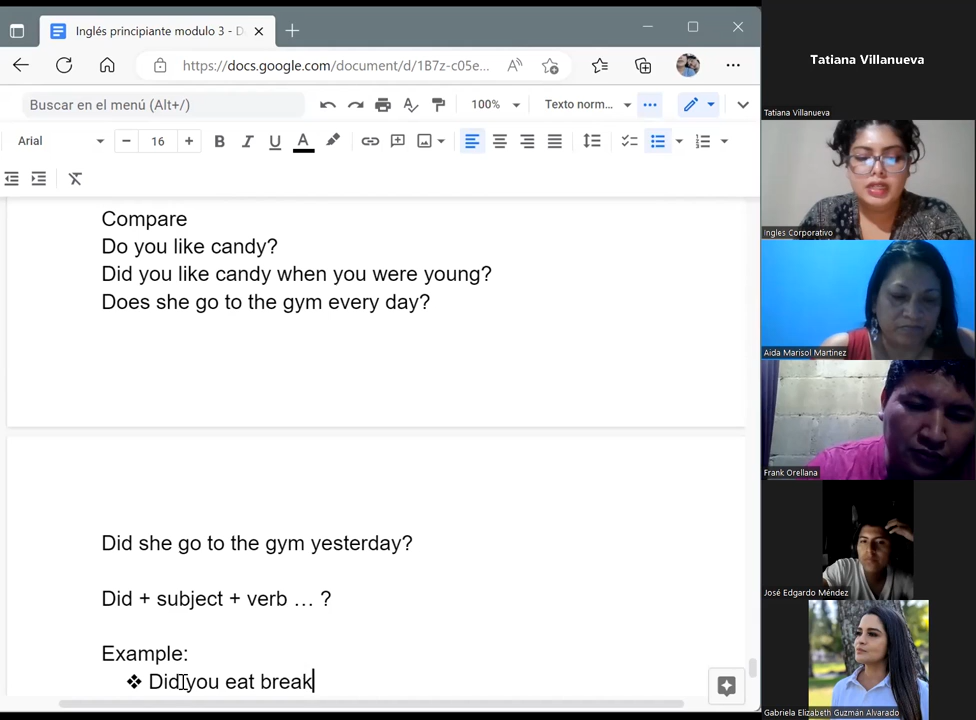 Inglés principiante modulo 3 - D
https://docs.google.com/document/d/1B7z-c05e...
Buscar en el menú (Alt+/)
100%
Texto norm...
Arial
16
Compare
Do you like candy?
Did you like candy when you were young?
Does she go to the gym every day?
Did she go to the gym yesterday?
Did + subject + verb … ?
Example:
❖ Did you eat break
Tatiana Villanueva
Tatiana Villanueva
Ingles Corporativo
Aida Marisol Martínez
Frank Orellana
José Edgardo Méndez
Gabriela Elizabeth Guzmán Alvarado